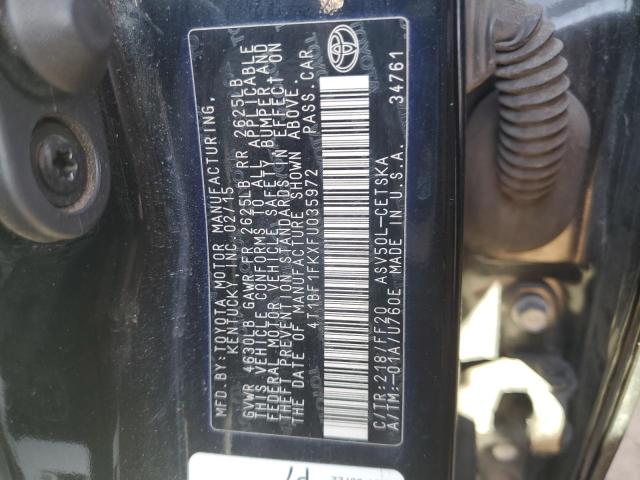 MFD.BY:TOYOTA MOTOR MANUFACTURING,
KENTUCKY,INC. 02/15
GVWR 4630LB GAWR FR 2625LB RR 2625LB
THIS VEHICLE CONFORMS TO ALL APPLICABLE
FEDERAL MOTOR VEHICLE SAFETY, BUMPER AND
THEFT PREVENTION STANDARDS IN EFFECT ON
THE DATE OF MANUFACTURE SHOWN ABOVE.
4T1BF1FKXFU035972 PASS.CAR
C/TR:218/FF20 ASV50L-CETSKA
A/TM:-01A/U760E MADE IN U.S.A. 34761